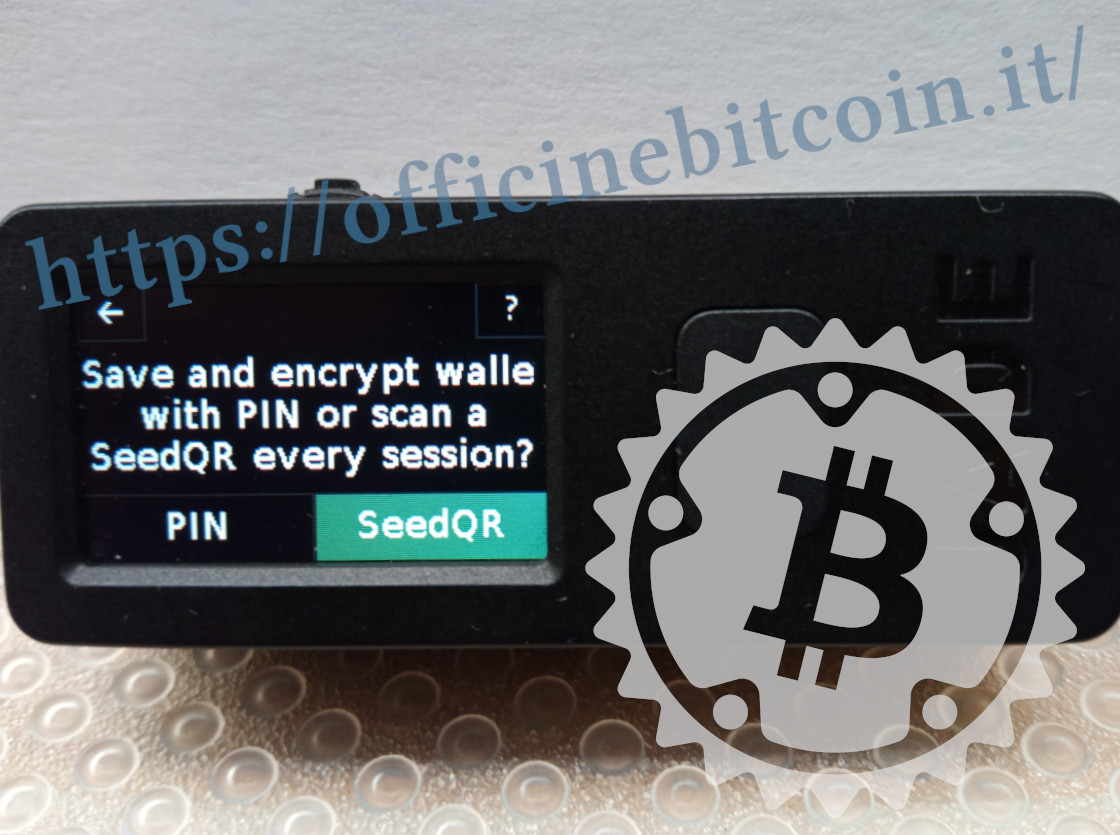 https://officinebitcoin.it/
←
?
Save and encrypt walle
with PIN or scan a
SeedQR every session?
PIN
SeedQR